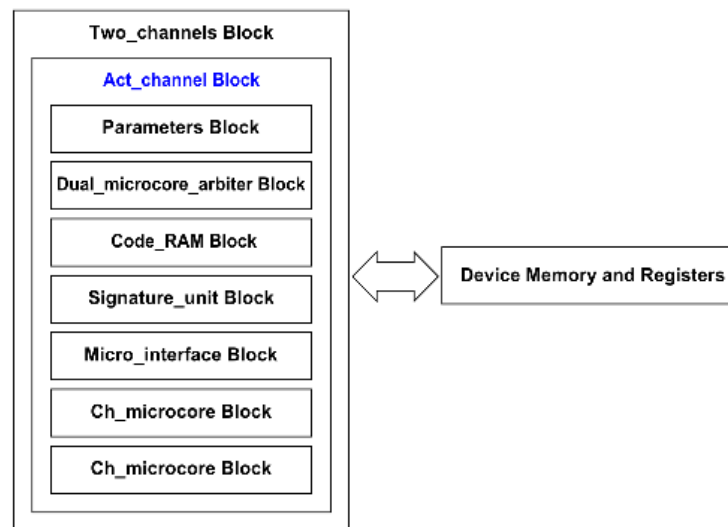 Two_channels Block
Act_channel Block
Parameters Block
Dual_microcore_arbiter Block
Code_RAM Block
Signature_unit Block
Micro_interface Block
Ch_microcore Block
Ch_microcore Block
Device Memory and Registers